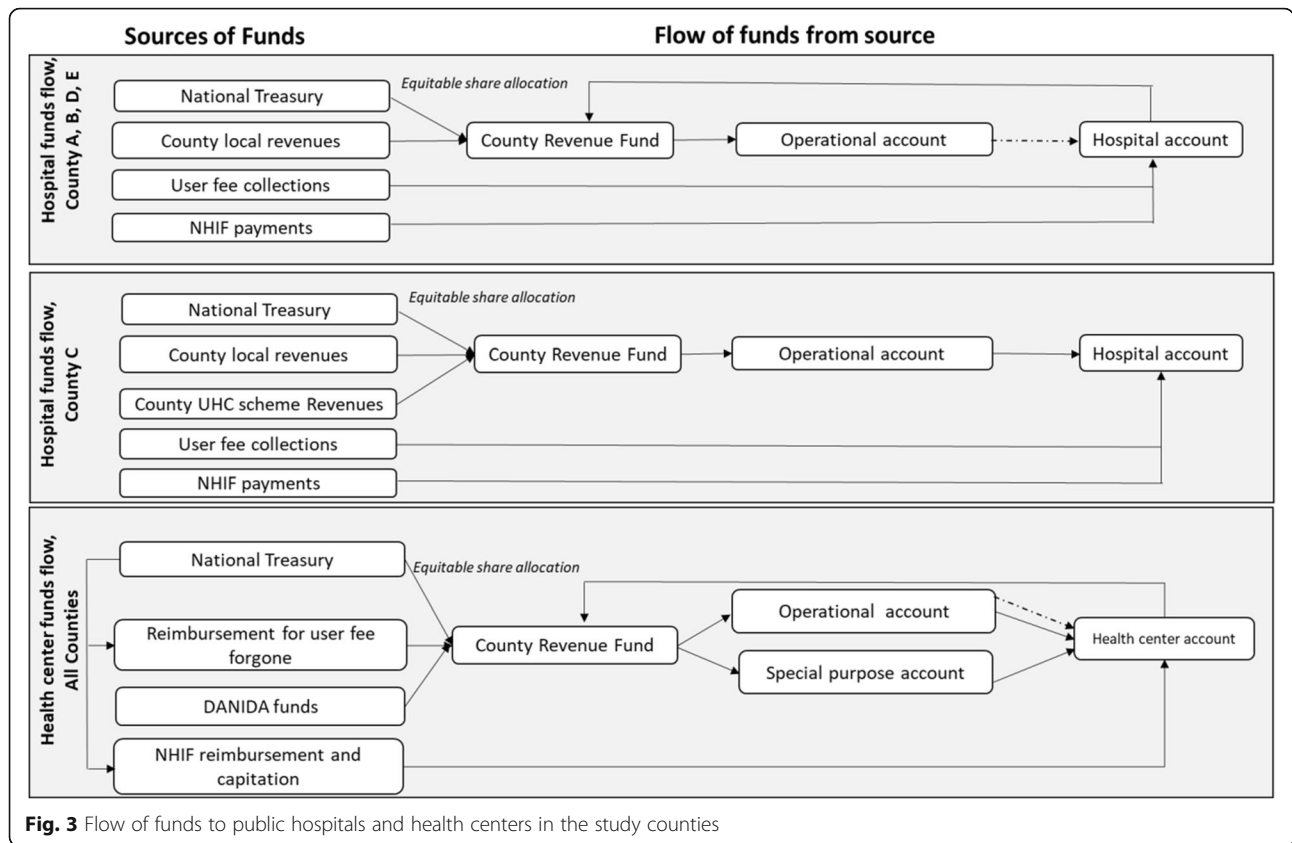 Sources of Funds
Flow of funds from source
Hospital funds flow,
County A, B, D, E
National Treasury
County local revenues
User fee collections
NHIF payments
Equitable share allocation
County Revenue Fund
Operational account
Hospital account
Hospital funds flow,
County C
National Treasury
County local revenues
County UHC scheme Revenues
User fee collections
NHIF payments
Equitable share allocation
County Revenue Fund
Operational account
Hospital account
Health center funds flow,
All Counties
National Treasury
Reimbursement for user fee
forgone
DANIDA funds
NHIF reimbursement and
capitation
Equitable share allocation
County Revenue Fund
Operational account
Special purpose account
Health center account
Fig. 3 Flow of funds to public hospitals and health centers in the study counties